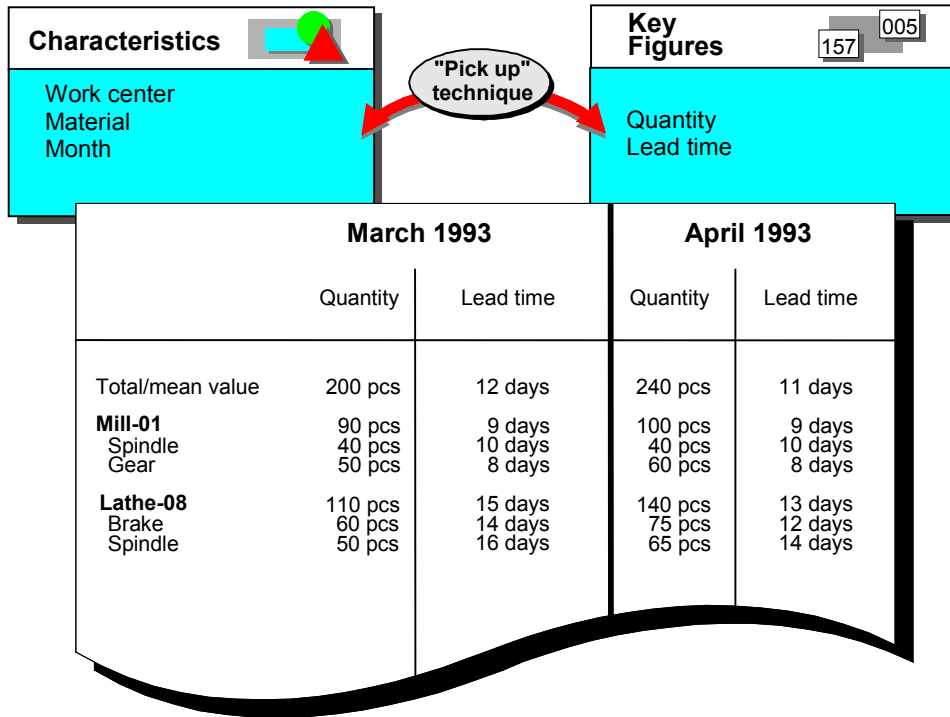 Characteristics
Work center
Material
Month
"Pick up"
technique
Key
Figures
157
005
Quantity
Lead time
March 1993 April 1993
Quantity Lead time Quantity Lead time
Total/mean value 200 pcs 12 days 240 pcs 11 days
Mill-01 90 pcs 9 days 100 pcs 9 days
Spindle 40 pcs 10 days 40 pcs 10 days
Gear 50 pcs 8 days 60 pcs 8 days
Lathe-08 110 pcs 15 days 140 pcs 13 days
Brake 60 pcs 14 days 75 pcs 12 days
Spindle 50 pcs 16 days 65 pcs 14 days